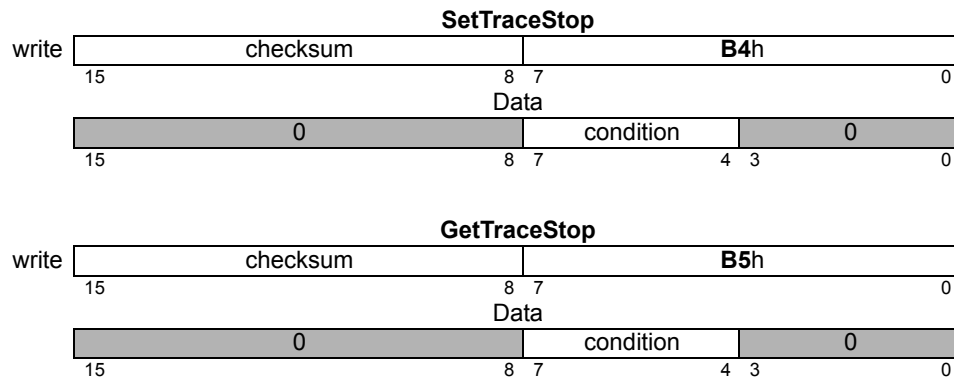 SetTraceStop
write checksum B4h
15 8 7 0
Data
0 condition 0
15 8 7 4 3 0
GetTraceStop
write checksum B5h
15 8 7 0
Data
0 condition 0
15 8 7 4 3 0